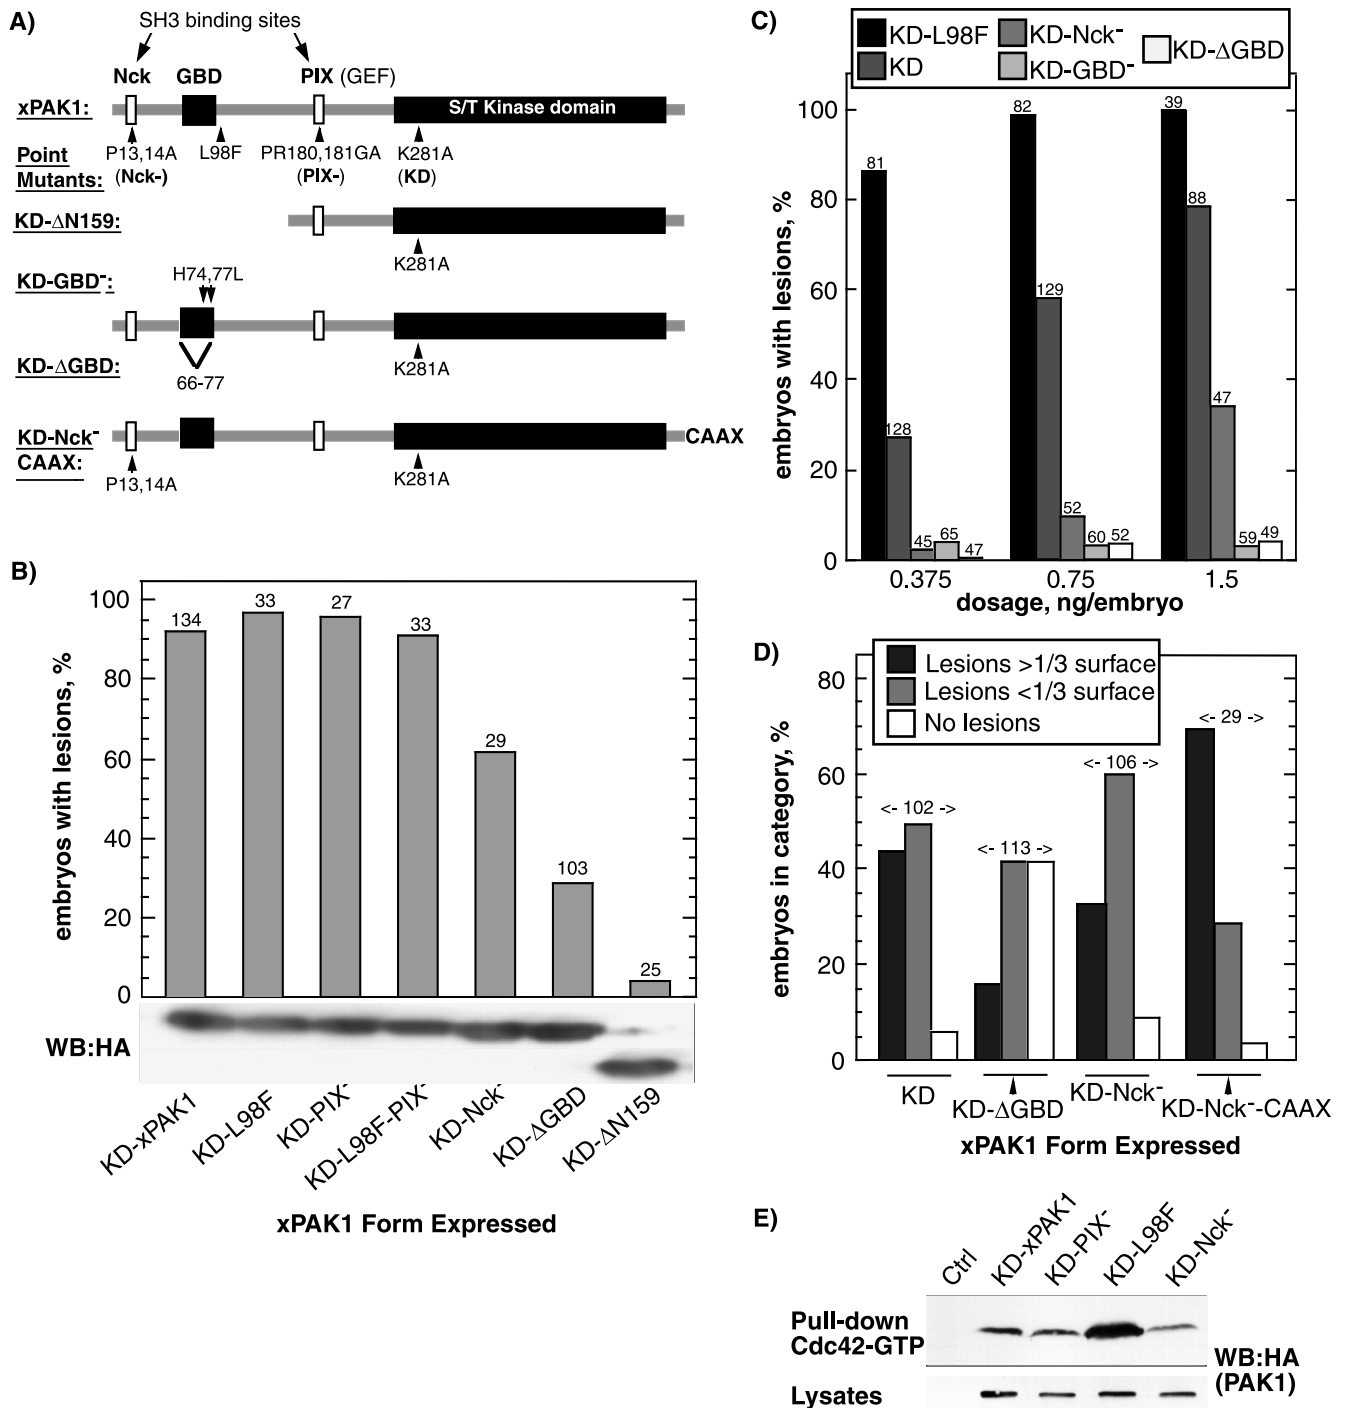 A)
SH3 binding sites
Nck GBD PIX (GEF)
xPAK1: S/T Kinase domain
Point Mutants:
P13,14A (Nck-)
L98F
PR180,181GA (PIX-)
K281A (KD)
KD-ΔN159:
K281A
KD-GBD⁻:
H74,77L
KD-ΔGBD:
66-77
K281A
KD-Nck⁻ CAAX:
CAAX
P13,14A
K281A
B)
embryos with lesions, %
100
80
60
40
20
0
134
33
27
33
29
103
25
WB:HA
KD-xPAK1
KD-L98F
KD-PIX⁻
KD-L98F-PIX⁻
KD-Nck⁻
KD-ΔGBD
KD-ΔN159
xPAK1 Form Expressed
C)
KD-L98F
KD
KD-Nck⁻
KD-GBD⁻
KD-ΔGBD
embryos with lesions, %
100
80
60
40
20
0
81
128
45
65
47
82
129
52
60
52
39
88
47
59
49
0.375 0.75 1.5
dosage, ng/embryo
D)
Lesions >1/3 surface
Lesions <1/3 surface
No lesions
embryos in category, %
80
60
40
20
0
<- 102 ->
<- 113 ->
<- 106 ->
<- 29 ->
KD
KD-ΔGBD
KD-Nck⁻
KD-Nck⁻-CAAX
xPAK1 Form Expressed
E)
Ctrl
KD-xPAK1
KD-PIX⁻
KD-L98F
KD-Nck⁻
Pull-down
Cdc42-GTP
Lysates
WB:HA
(PAK1)